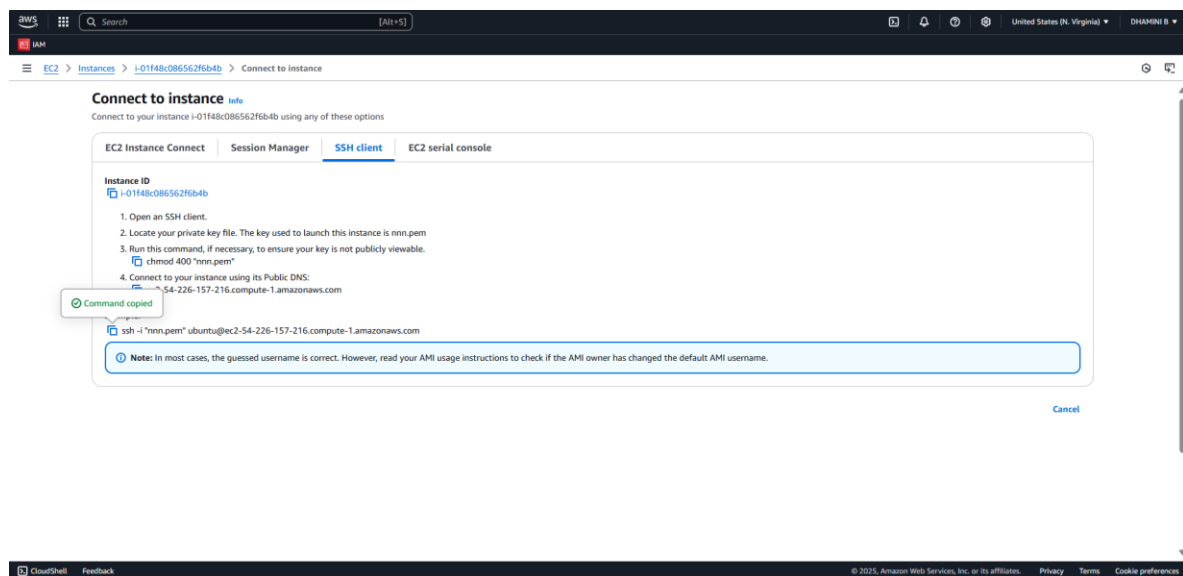 aws
Search [Alt+S]
United States (N. Virginia) ▼
DHAMINI B ▼
IAM
EC2 > Instances > i-01f48c086562f6b4b > Connect to instance
Connect to instance Info
Connect to your instance i-01f48c086562f6b4b using any of these options
EC2 Instance Connect
Session Manager
SSH client
EC2 serial console
Instance ID
i-01f48c086562f6b4b
1. Open an SSH client.
2. Locate your private key file. The key used to launch this instance is nnn.pem
3. Run this command, if necessary, to ensure your key is not publicly viewable.
chmod 400 "nnn.pem"
4. Connect to your instance using its Public DNS:
54-226-157-216.compute-1.amazonaws.com
Command copied
ssh -i "nnn.pem" ubuntu@ec2-54-226-157-216.compute-1.amazonaws.com
Note: In most cases, the guessed username is correct. However, read your AMI usage instructions to check if the AMI owner has changed the default AMI username.
Cancel
CloudShell Feedback
© 2025, Amazon Web Services, Inc. or its affiliates. Privacy Terms Cookie preferences